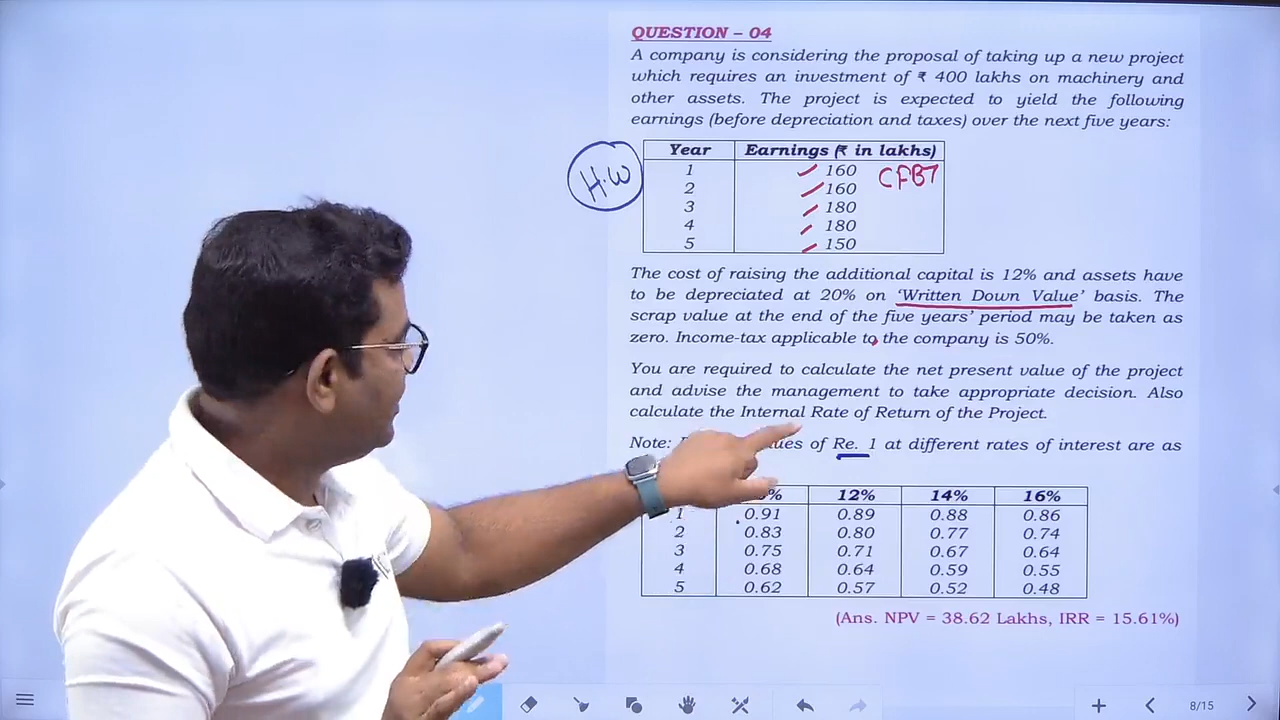 QUESTION – 04
A company is considering the proposal of taking up a new project
which requires an investment of ₹ 400 lakhs on machinery and
other assets. The project is expected to yield the following
earnings (before depreciation and taxes) over the next five years:
H.W
Year Earnings (₹ in lakhs)
1 160 CFBT
2 160
3 180
4 180
5 150
The cost of raising the additional capital is 12% and assets have
to be depreciated at 20% on ‘Written Down Value’ basis. The
scrap value at the end of the five years’ period may be taken as
zero. Income-tax applicable to the company is 50%.
You are required to calculate the net present value of the project
and advise the management to take appropriate decision. Also
calculate the Internal Rate of Return of the Project.
Note: of Re. 1 at different rates of interest are as
12% 14% 16%
1 0.91 0.89 0.88 0.86
2 0.83 0.80 0.77 0.74
3 0.75 0.71 0.67 0.64
4 0.68 0.64 0.59 0.55
5 0.62 0.57 0.52 0.48
(Ans. NPV = 38.62 Lakhs, IRR = 15.61%)
8/15